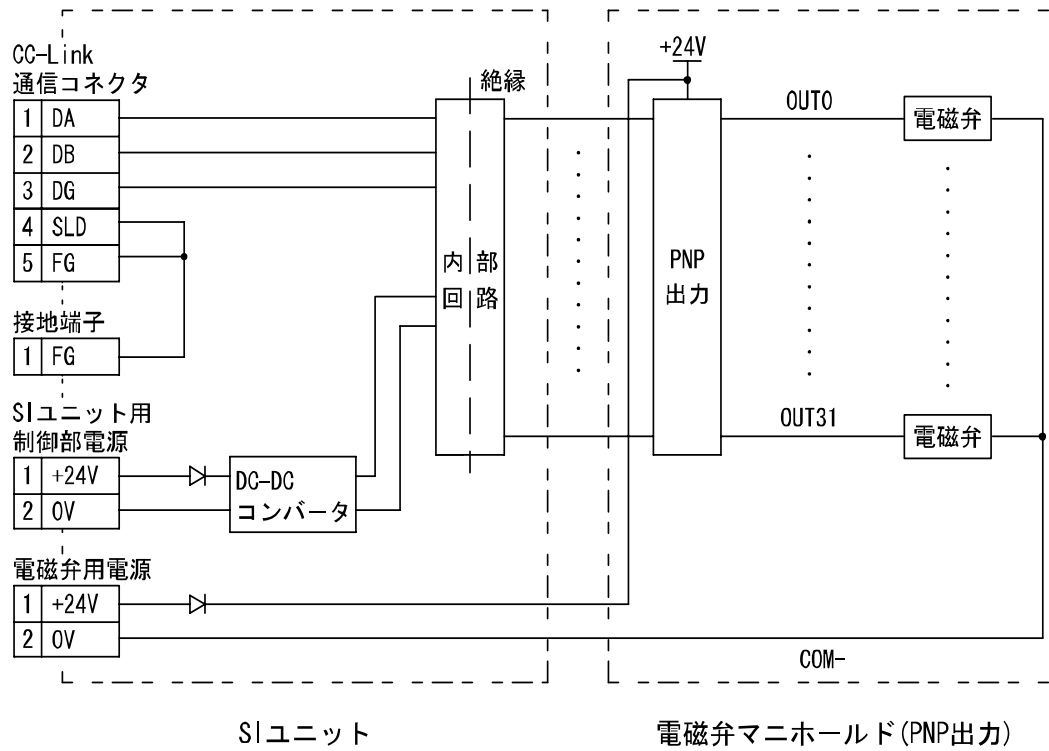 CC-Link
通信コネクタ
1 DA
2 DB
3 DG
4 SLD
5 FG
接地端子
1 FG
SIユニット用
制御部電源
1 +24V
2 0V
電磁弁用電源
1 +24V
2 0V
DC-DC
コンバータ
絶縁
内部
回路
+24V
PNP
出力
OUT0
電磁弁
OUT31
電磁弁
COM-
SIユニット
電磁弁マニホールド(PNP出力)